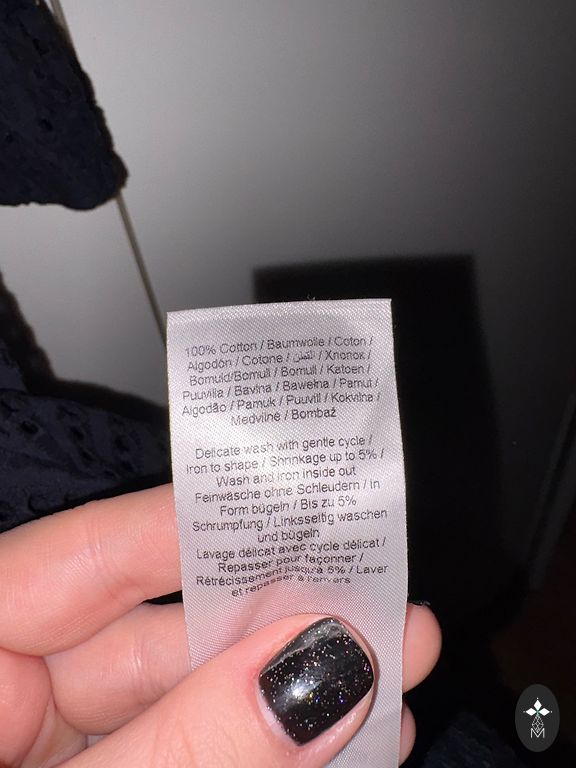 100% Cotton / Baumwolle / Coton /
Algodón / Cotone / القطن / Хлопок /
Bomuld/Bomull / Bomull / Katoen /
Puuvilla / Bavlna / Bawełna / Pamut /
Algodão / Pamuk / Puuvill / Kokvilna /
Medvilnė / Bombaž
Delicate wash with gentle cycle /
Iron to shape / Shrinkage up to 5% /
Wash and iron inside out
Feinwäsche ohne Schleudern / in
Form bügeln / Bis zu 5%
Schrumpfung / Linksseitig waschen
und bügeln
Lavage délicat avec cycle délicat /
Repasser pour façonner /
Rétrécissement jusqu'à 5% / Laver
et repasser à l'envers
M